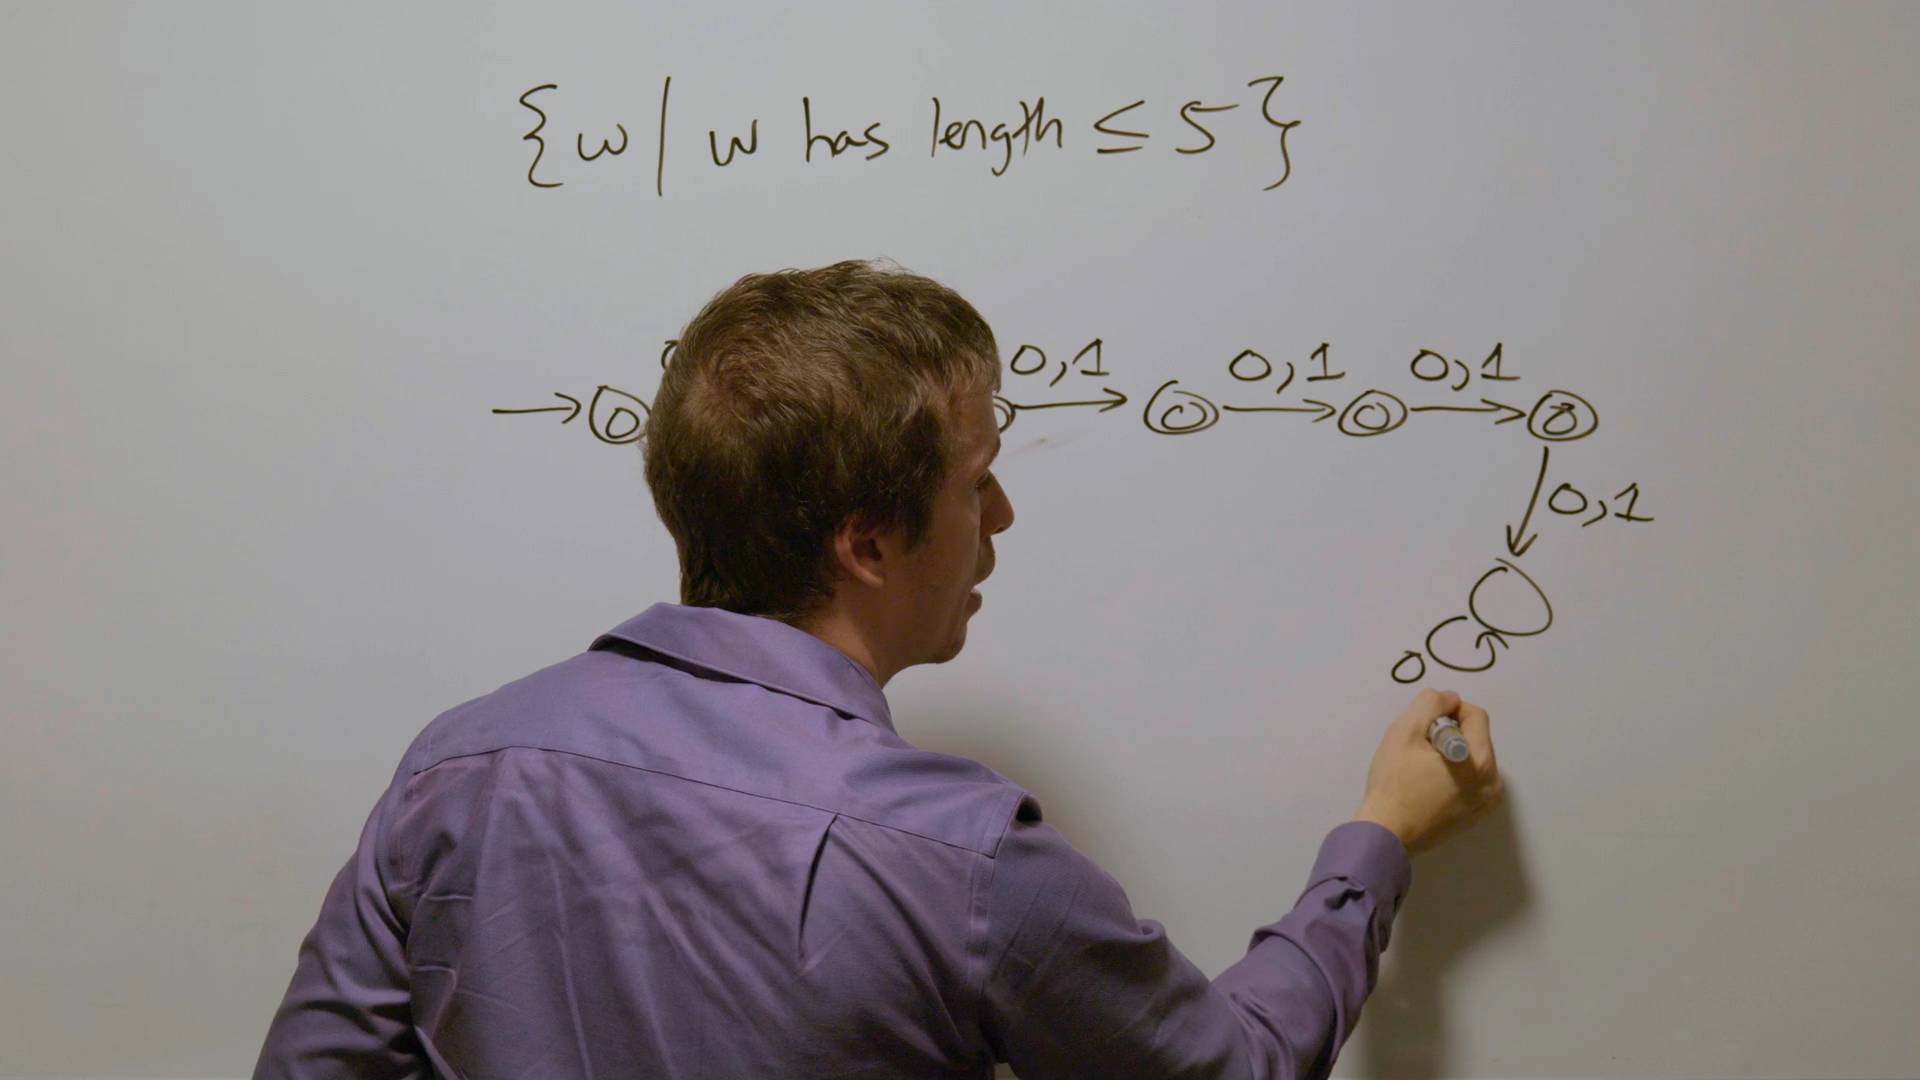 {w | w has length ≤ 5}
0,1 0,1 0,1
0,1
0